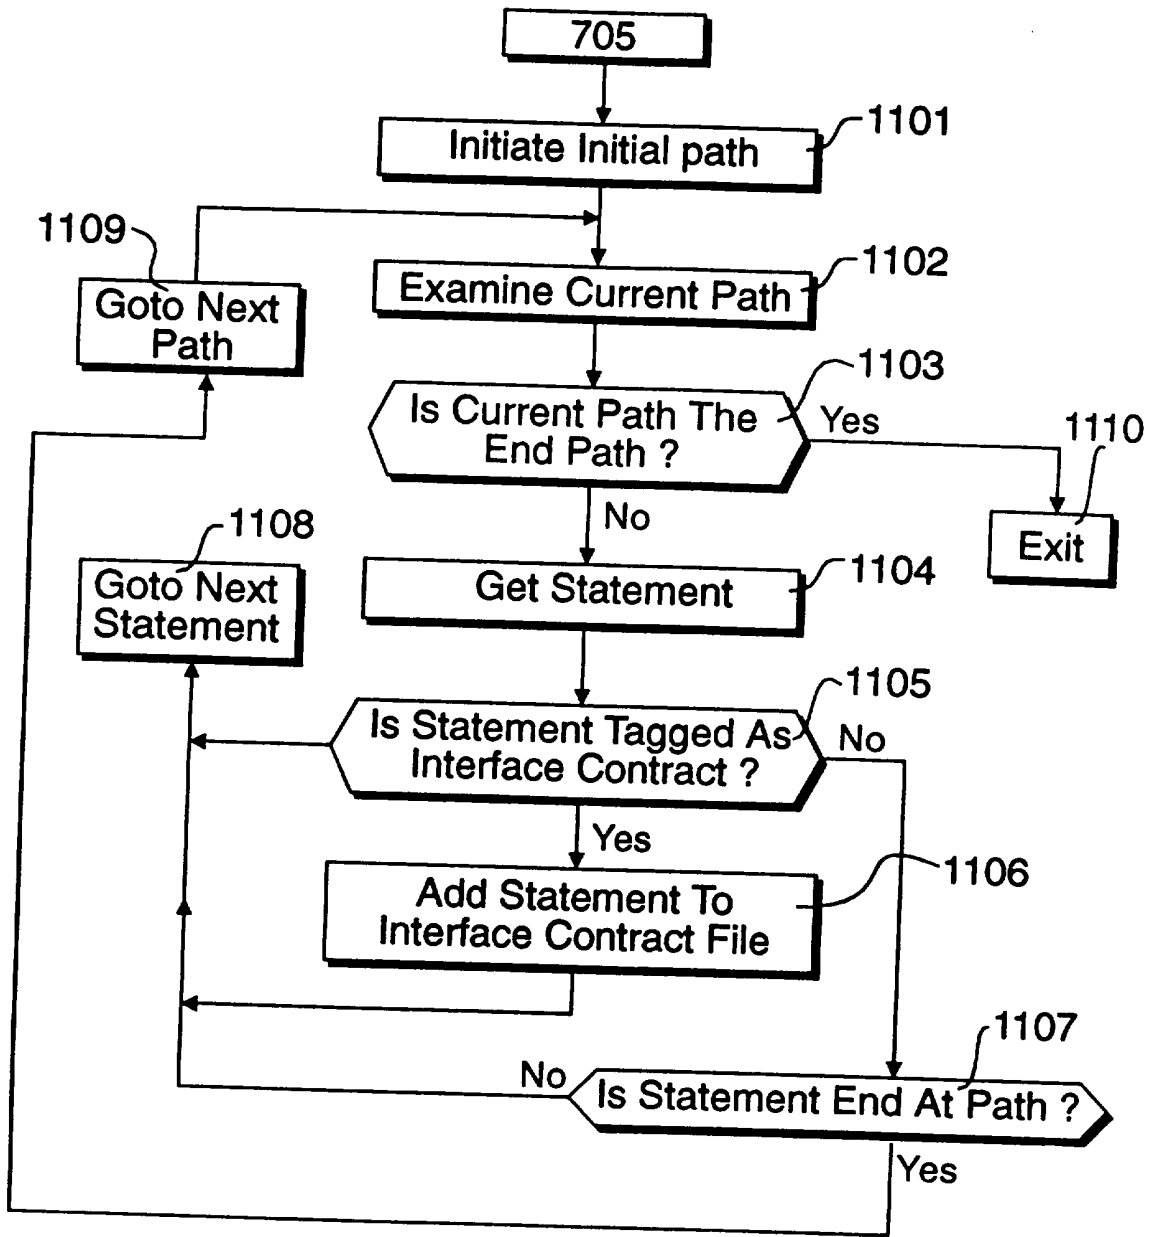 705
1101
Initiate Initial path
1109
1102
Goto Next
Path
Examine Current Path
1103
Is Current Path The
End Path ?
Yes
1110
No
Exit
1108
1104
Goto Next
Statement
Get Statement
1105
Is Statement Tagged As
Interface Contract ?
No
Yes
1106
Add Statement To
Interface Contract File
1107
No
Is Statement End At Path ?
Yes